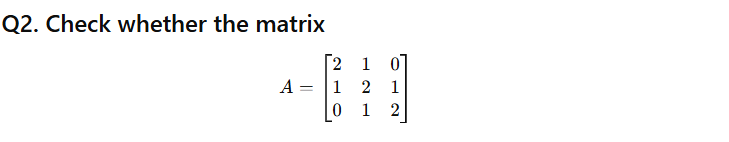 Q2. Check whether the matrix
A = [2 1 0
1 2 1
0 1 2]